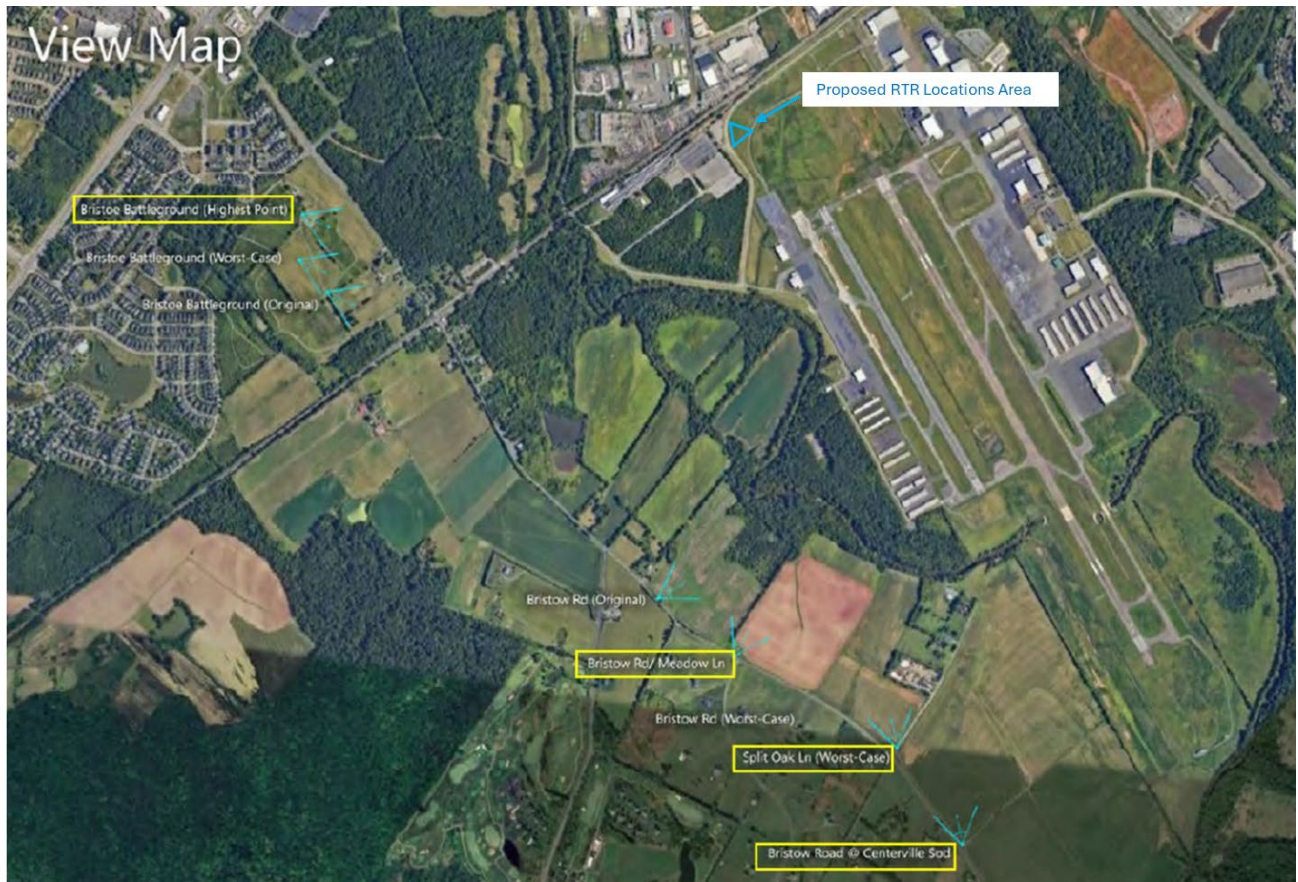 View Map
Proposed RTR Locations Area
Bristoe Battleground (Highest Point)
Bristoe Battleground (Worst-Case)
Bristoe Battleground (Original)
Bristow Rd (Original)
Bristow Rd/ Meadow Ln
Bristow Rd (Worst-Case)
Split Oak Ln (Worst-Case)
Bristow Road @ Centerville Sod